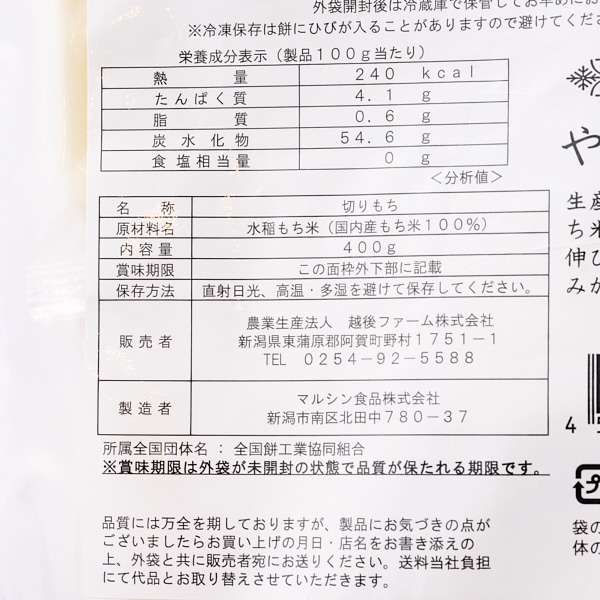 外袋開封後は冷蔵庫で保管してお早めにお
※冷凍保存は餅にひびが入ることがありますので避けてくださ
栄養成分表示（製品１００ｇ当たり）
熱量 ２４０ ｋｃａｌ
たんぱく質 ４．１ ｇ
脂質 ０．６ ｇ
炭水化物 ５４．６ ｇ
食塩相当量 ０ ｇ
＜分析値＞
名称 切りもち
原材料名 水稲もち米（国内産もち米１００％）
内容量 ４００ｇ
賞味期限 この面枠外下部に記載
保存方法 直射日光、高温・多湿を避けて保存してください。
販売者 農業生産法人 越後ファーム株式会社
新潟県東蒲原郡阿賀町野村１７５１－１
ＴＥＬ ０２５４－９２－５５８８
製造者 マルシン食品株式会社
新潟市南区北田中７８０－３７
所属全国団体名 ： 全国餅工業協同組合
※賞味期限は外袋が未開封の状態で品質が保たれる期限です。
品質には万全を期しておりますが、製品にお気づきの点が
ございましたらお買い上げの月日・店名をお書き添えの
上、外袋と共に販売者宛にお送りください。送料当社負担
にて代品とお取り替えさせていただきます。
や
生産
ち米
伸び
みか
4
プ
袋の
体の